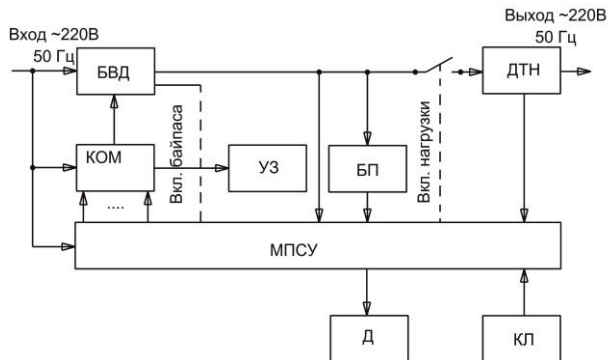 Вход ~220В
50 Гц
Выход ~220В
50 Гц
БВД
ДТН
Вкл. байпаса
Вкл. нагрузки
КОМ
УЗ
БП
....
МПСУ
Д
КЛ